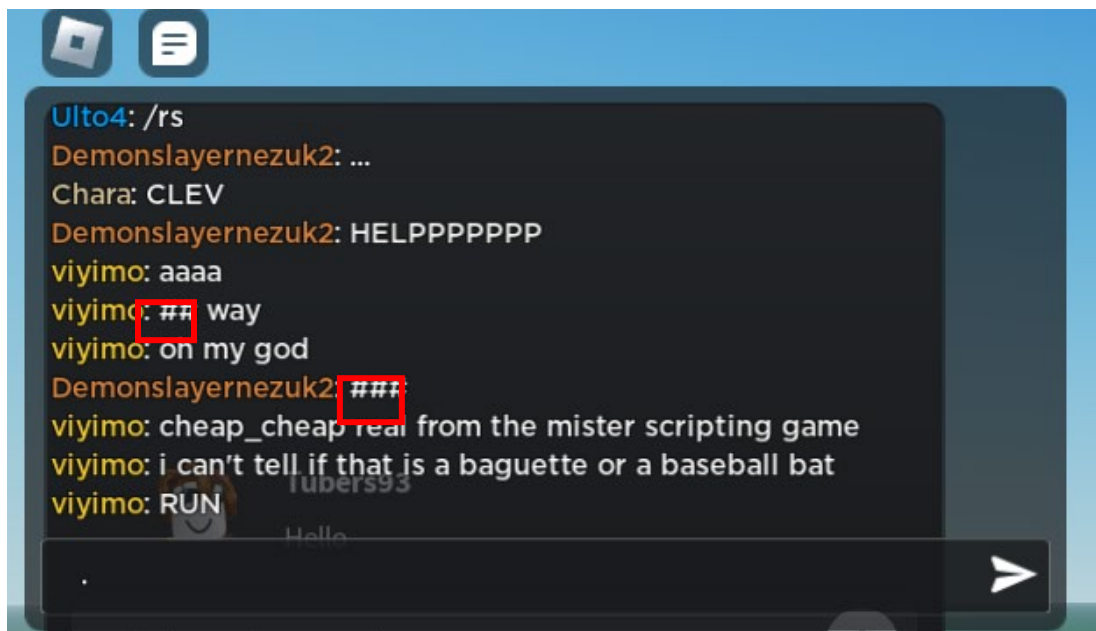 Ulto4: /rs
Demonslayernezuk2: ...
Chara: CLEV
Demonslayernezuk2: HELPPPPPPP
viyimo: aaaa
viyimo: ## way
viyimo: oh my god
Demonslayernezuk2: ###
viyimo: cheap_cheap real from the mister scripting game
viyimo: i can't tell if that is a baguette or a baseball bat
Tubers93
viyimo: RUN
Hello
.